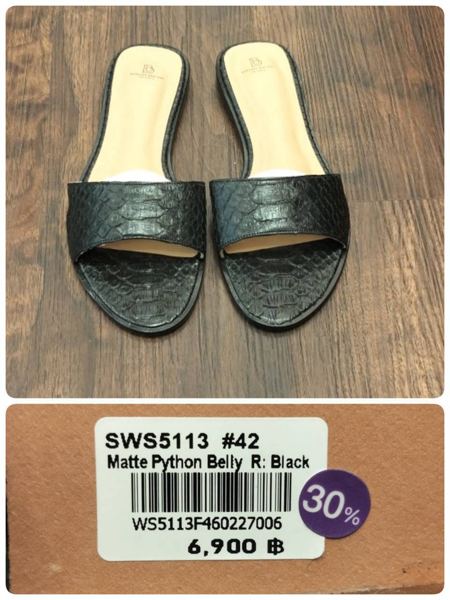 SWS5113 #42
Matte Python Belly R: Black
WS5113F460227006
6,900 ฿
30%